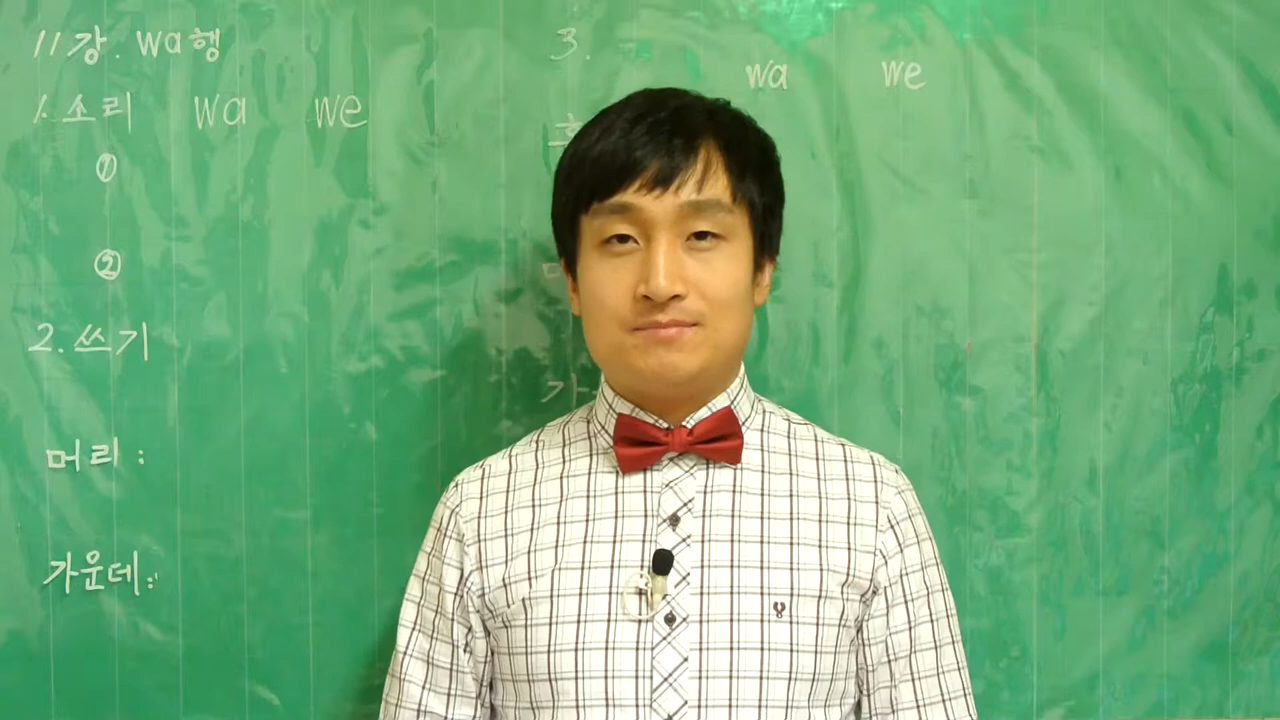 11강. wa행
1. 소리 wa we
①
②
2. 쓰기
머리 :
가운데 :
3.
wa we